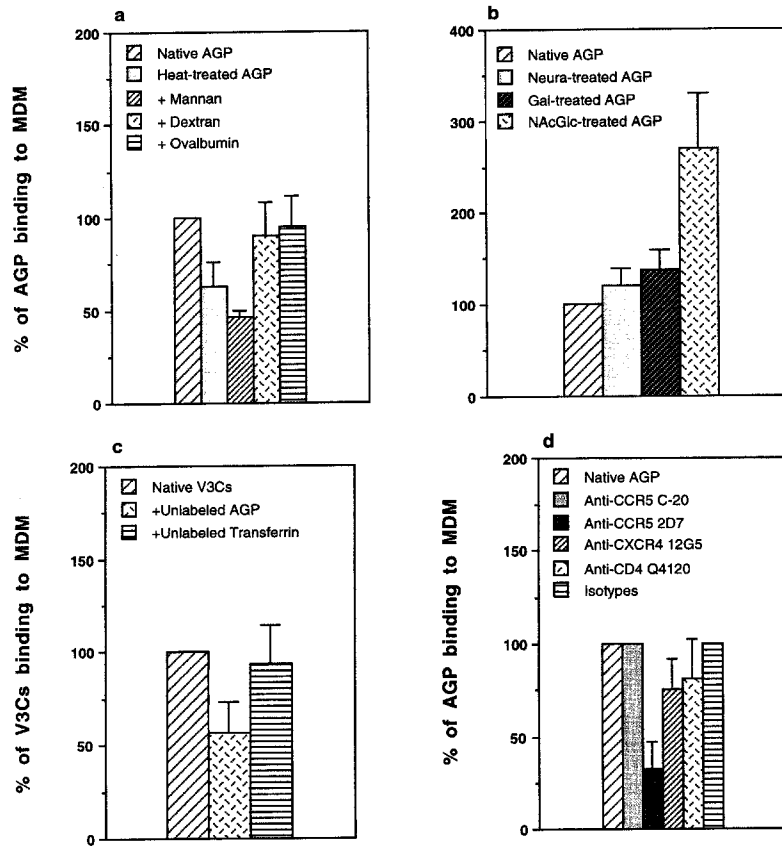 a
% of AGP binding to MDM
200
150
100
50
0
Native AGP
Heat-treated AGP
+ Mannan
+ Dextran
+ Ovalbumin
b
400
300
200
100
0
Native AGP
Neura-treated AGP
Gal-treated AGP
NAcGlc-treated AGP
c
% of V3Cs binding to MDM
200
150
100
50
0
Native V3Cs
+Unlabeled AGP
+Unlabeled Transferrin
d
% of AGP binding to MDM
200
150
100
50
0
Native AGP
Anti-CCR5 C-20
Anti-CCR5 2D7
Anti-CXCR4 12G5
Anti-CD4 Q4120
Isotypes